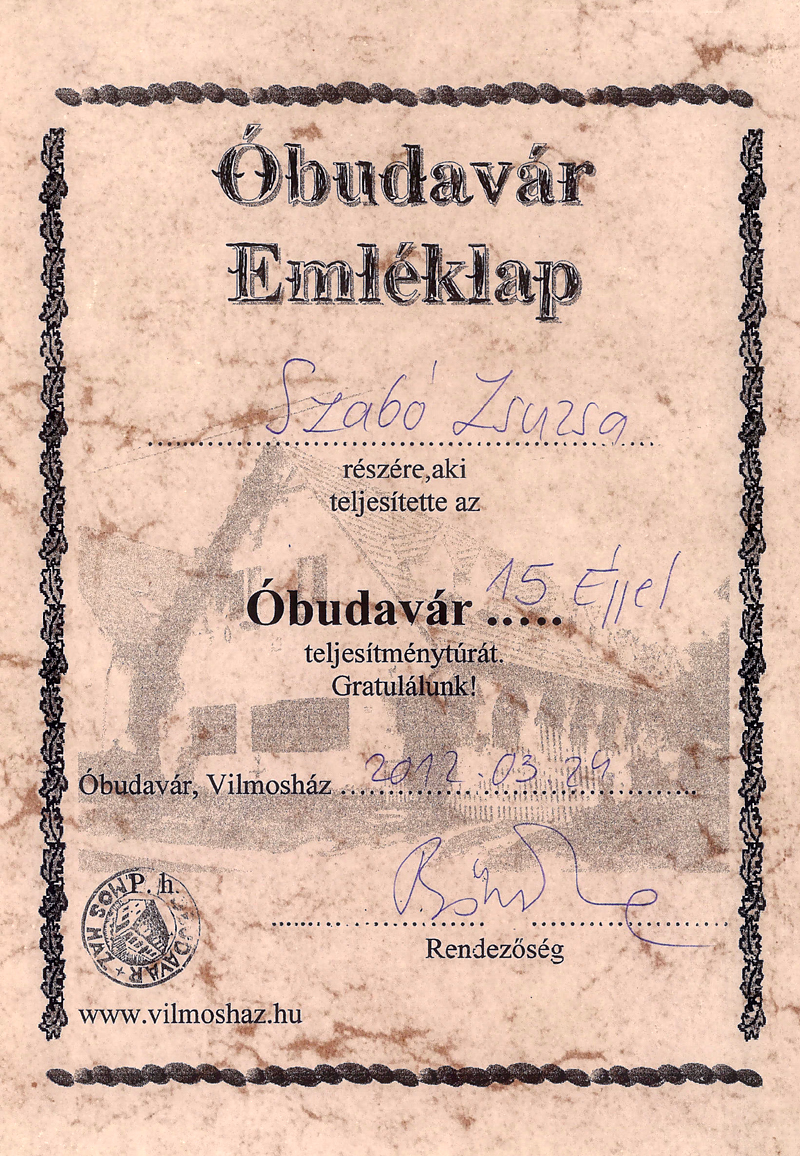 Óbudavár
Emléklap
Szabó Zsuzsa
részére,aki
teljesítette az
Óbudavár ..... 15 Éjjel
teljesítménytúrát.
Gratulálunk!
Óbudavár, Vilmosház 2012.03.24
P. h.
Rendezőség
www.vilmoshaz.hu